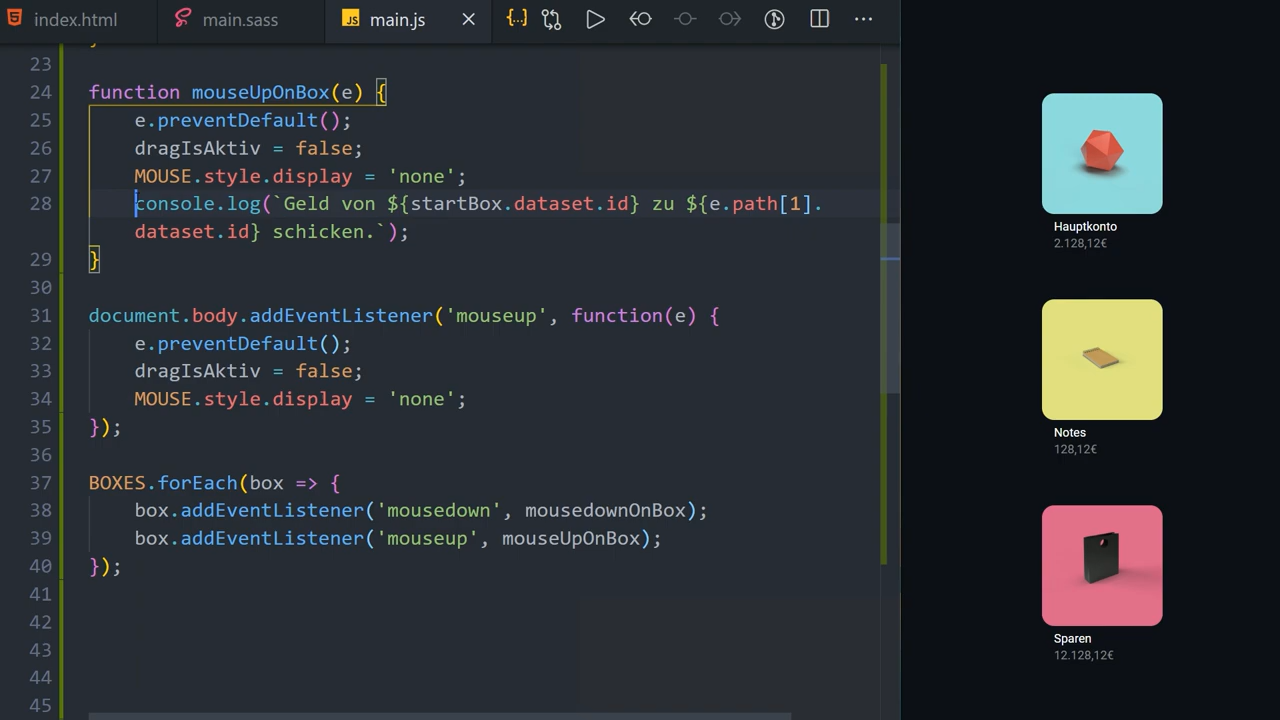 index.html
main.sass
JS main.js
23
24 function mouseUpOnBox(e) {
25 e.preventDefault();
26 dragIsAktiv = false;
27 MOUSE.style.display = 'none';
28 console.log(`Geld von ${startBox.dataset.id} zu ${e.path[1].
dataset.id} schicken.`);
29 }
30
31 document.body.addEventListener('mouseup', function(e) {
32 e.preventDefault();
33 dragIsAktiv = false;
34 MOUSE.style.display = 'none';
35 });
36
37 BOXES.forEach(box => {
38 box.addEventListener('mousedown', mousedownOnBox);
39 box.addEventListener('mouseup', mouseUpOnBox);
40 });
41
42
43
44
45
Hauptkonto
2.128,12€
Notes
128,12€
Sparen
12.128,12€